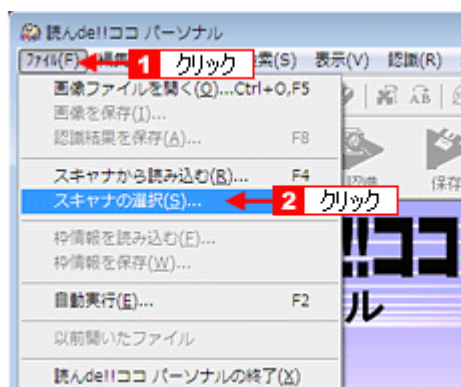 読んde!!ココ パーソナル
ファイル(F) 1 クリック 検索(S) 表示(V) 認識(R)
画像ファイルを開く(O)...Ctrl+O,F5
画像を保存(I)...
認識結果を保存(A)... F8
スキャナから読み込む(R)... F4
スキャナの選択(S)... 2 クリック
保存
枠情報を読み込む(F)...
枠情報を保存(W)...
!!ココ
自動実行(E)... F2
ル
以前開いたファイル
読んde!!ココ パーソナルの終了(X)